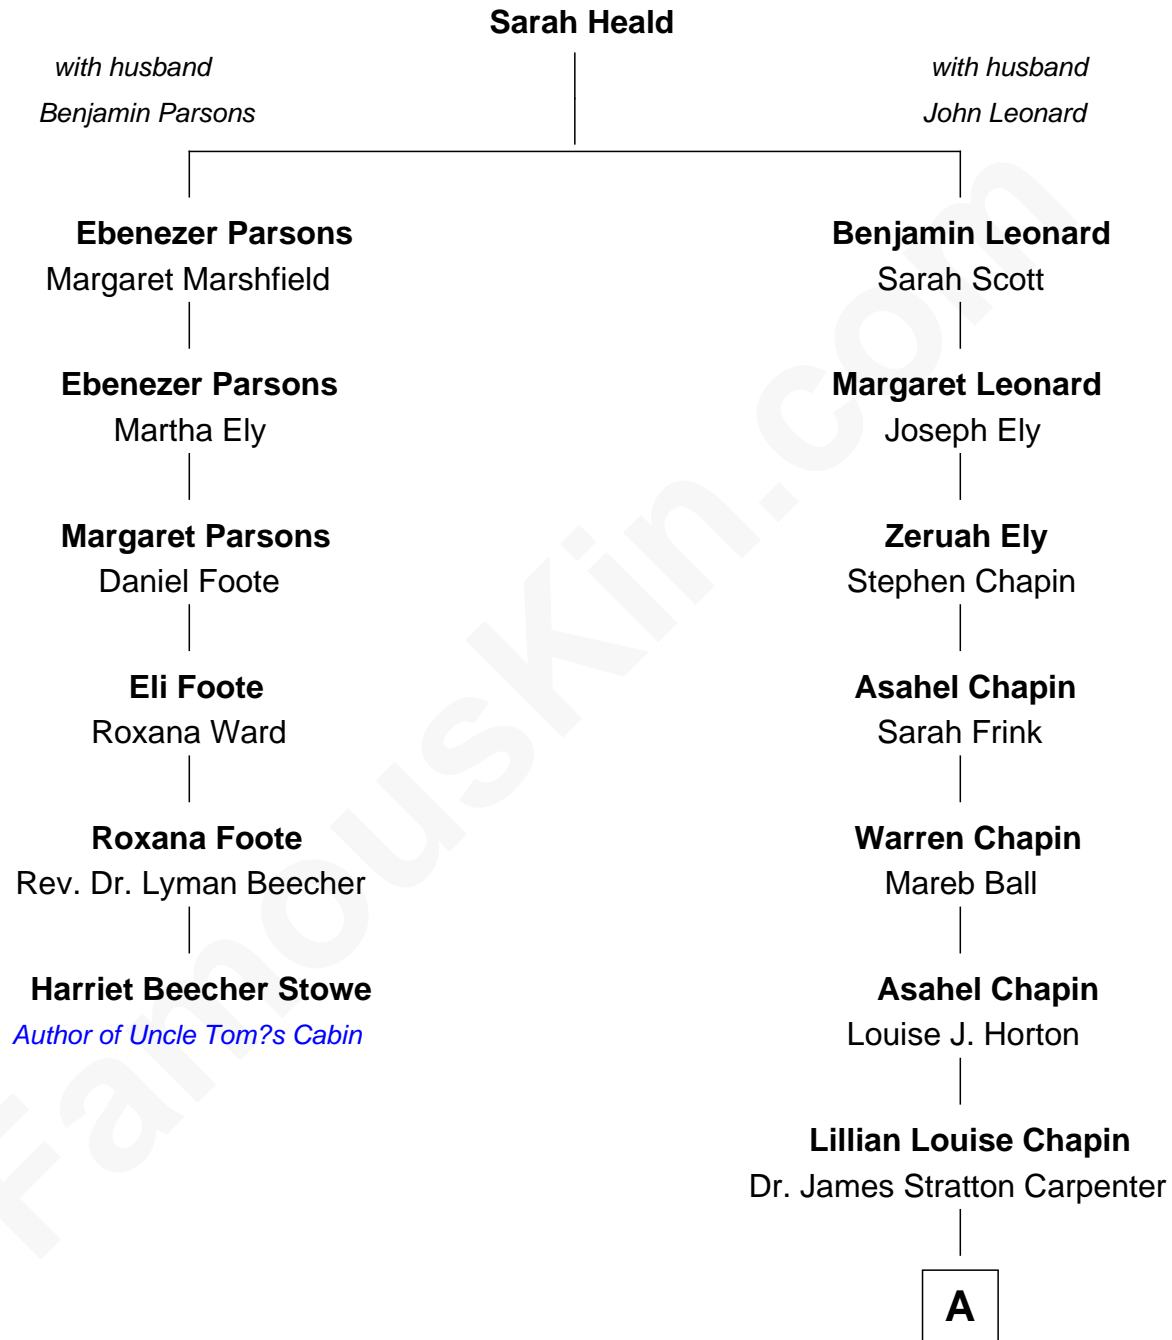 Sarah Heald
with husband
Benjamin Parsons
with husband
John Leonard
Ebenezer Parsons
Margaret Marshfield
Benjamin Leonard
Sarah Scott
Ebenezer Parsons
Martha Ely
Margaret Leonard
Joseph Ely
Margaret Parsons
Daniel Foote
Zeruah Ely
Stephen Chapin
Eli Foote
Roxana Ward
Asahel Chapin
Sarah Frink
Roxana Foote
Rev. Dr. Lyman Beecher
Warren Chapin
Mareb Ball
Harriet Beecher Stowe
Author of Uncle Tom?s Cabin
Asahel Chapin
Louise J. Horton
Lillian Louise Chapin
Dr. James Stratton Carpenter
A
FamousKin.com